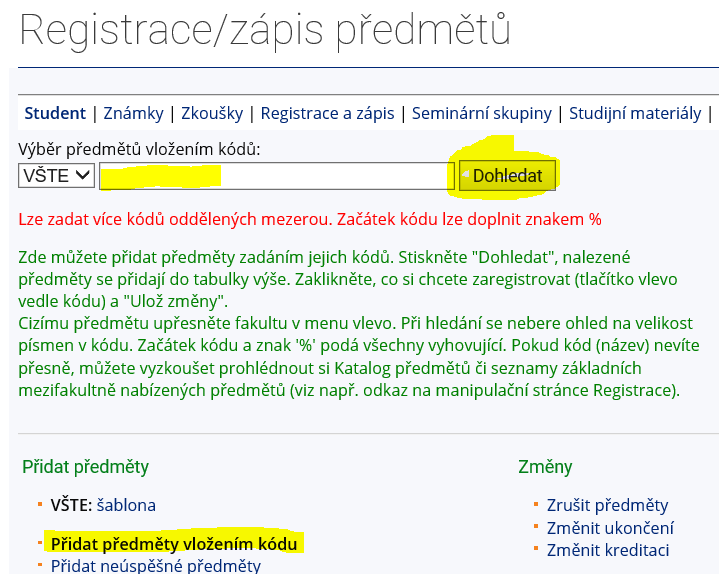 Registrace/zápis předmětů
Student | Známky | Zkoušky | Registrace a zápis | Seminární skupiny | Studijní materiály |
Výběr předmětů vložením kódů:
VŠTE Dohledat
Lze zadat více kódů oddělených mezerou. Začátek kódu lze doplnit znakem %
Zde můžete přidat předměty zadáním jejich kódů. Stiskněte "Dohledat", nalezené
předměty se přidají do tabulky výše. Zaklikněte, co si chcete zaregistrovat (tlačítko vlevo
vedle kódu) a "Ulož změny".
Cizímu předmětu upřesněte fakultu v menu vlevo. Při hledání se nebere ohled na velikost
písmen v kódu. Začátek kódu a znak '%' podá všechny vyhovující. Pokud kód (název) nevíte
přesně, můžete vyzkoušet prohlédnout si Katalog předmětů či seznamy základních
mezifakultně nabízených předmětů (viz např. odkaz na manipulační stránce Registrace).
Přidat předměty
VŠTE: šablona
Přidat předměty vložením kódu
Přidat neúspěšné předměty
Změny
Zrušit předměty
Změnit ukončení
Změnit kreditaci